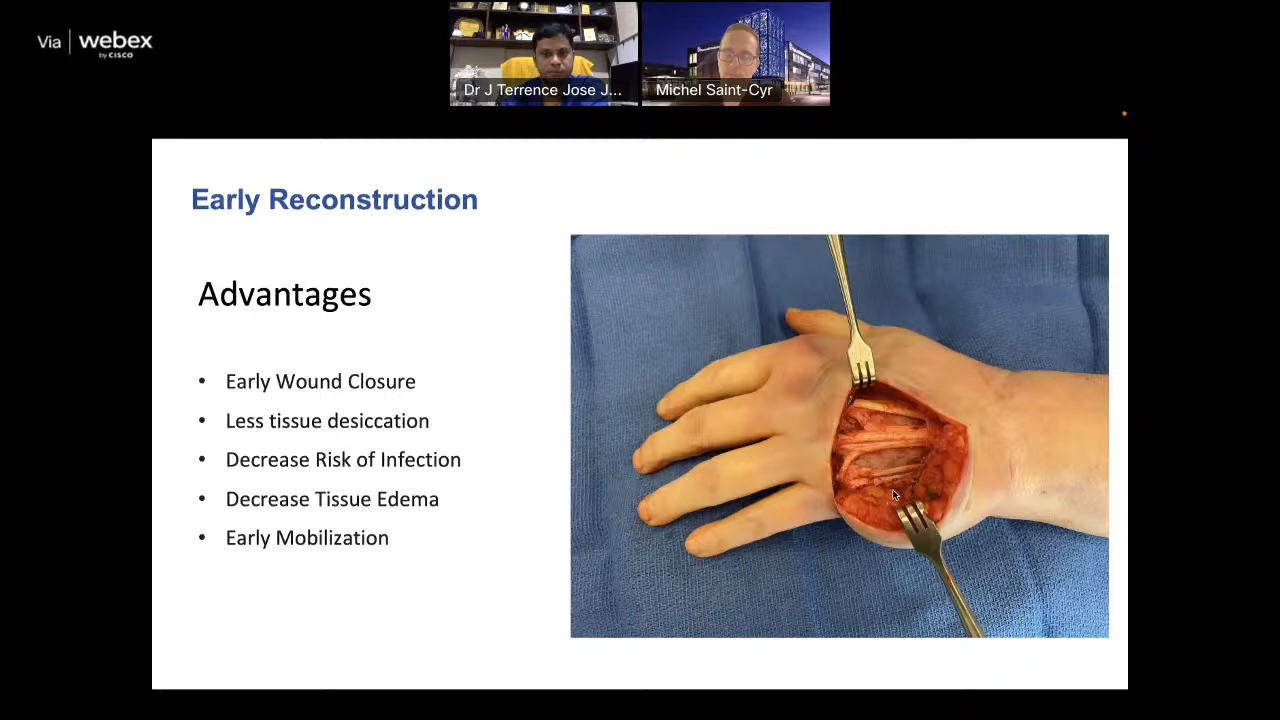 Via webex
by CISCO
Dr J Terrence Jose J...
Michel Saint-Cyr
Early Reconstruction
Advantages
• Early Wound Closure
• Less tissue desiccation
• Decrease Risk of Infection
• Decrease Tissue Edema
• Early Mobilization